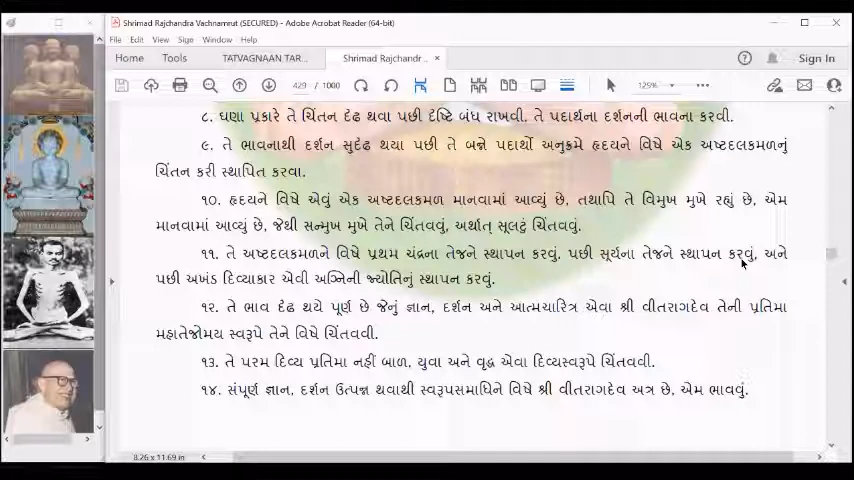 Shrimad Rajchandra Vachnamrut (SECURED) - Adobe Acrobat Reader (64-bit)
File Edit View Sign Window Help
Home Tools TATVAGNAAN TAR... Shrimad Rajchandr... × Sign In
429 / 1000 125%
૮. ઘણા પ્રકારે તે ચિંતન દૃઢ થવા પછી દૃષ્ટિ બંધ રાખવી. તે પદાર્થના દર્શનની ભાવના કરવી.
૯. તે ભાવનાથી દર્શન સુદૃઢ થયા પછી તે બન્ને પદાર્થો અનુક્રમે હૃદયને વિષે એક અષ્ટદલકમળનું
ચિંતન કરી સ્થાપિત કરવા.
૧૦. હૃદયને વિષે એવું એક અષ્ટદલકમળ માનવામાં આવ્યું છે, તથાપિ તે વિમુખ મુખે રહ્યું છે, એમ
માનવામાં આવ્યું છે, જેથી સન્મુખ મુખે તેને ચિંતવવું, અર્થાત્ સૂલટું ચિંતવવું.
૧૧. તે અષ્ટદલકમળને વિષે પ્રથમ ચંદ્રના તેજને સ્થાપન કરવું, પછી સૂર્યના તેજને સ્થાપન કરવું, અને
પછી અખંડ દિવ્યાકાર એવી અગ્નિની જ્યોતિનું સ્થાપન કરવું.
૧૨. તે ભાવ દૃઢ થયે પૂર્ણ છે જેનું જ્ઞાન, દર્શન અને આત્મચારિત્ર એવા શ્રી વીતરાગદેવ તેની પ્રતિમા
મહાતેજોમય સ્વરૂપે તેને વિષે ચિંતવવી.
૧૩. તે પરમ દિવ્ય પ્રતિમા નહીં બાળ, યુવા અને વૃદ્ધ એવા દિવ્યસ્વરૂપે ચિંતવવી.
૧૪. સંપૂર્ણ જ્ઞાન, દર્શન ઉત્પન્ન થવાથી સ્વરૂપસમાધિને વિષે શ્રી વીતરાગદેવ અત્ર છે, એમ ભાવવું.
8.26 x 11.69 in